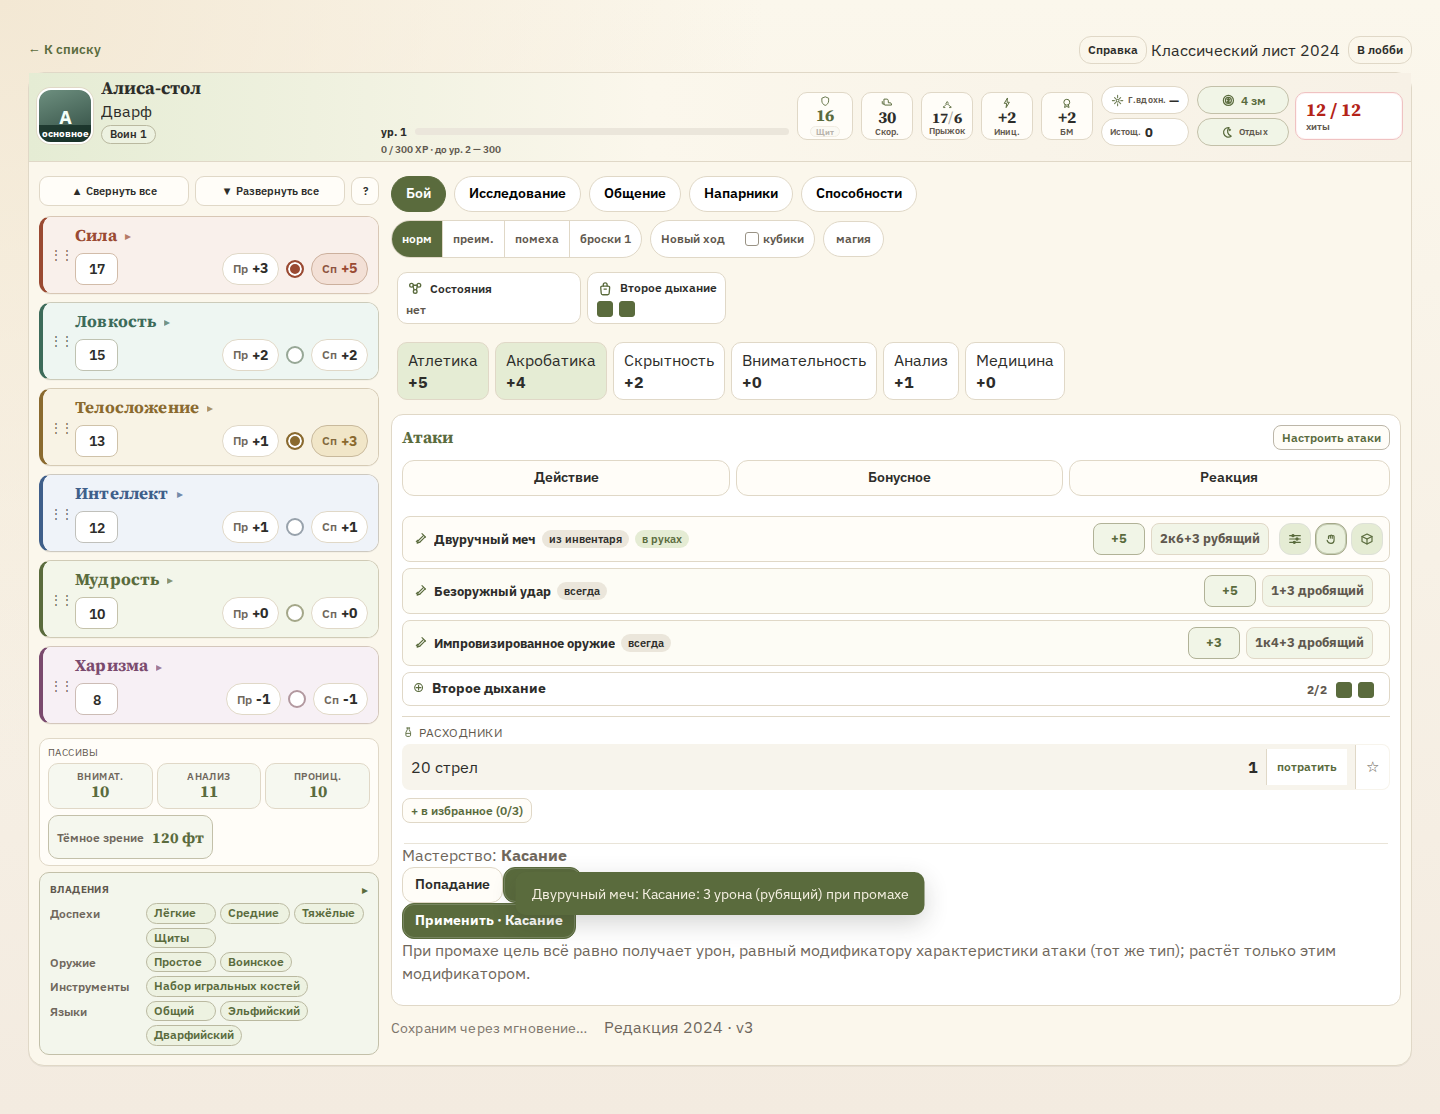 ← К списку
Справка Классический лист 2024 В лобби
А
основное
Алиса-стол
Дварф
Воин 1
ур. 1
0 / 300 XP · до ур. 2 — 300
16
Щит
30
Скор.
17/6
Прыжок
+2
Иниц.
+2
БМ
Г.вдохн. —
Истощ. 0
4 зм
Отдых
12 / 12
хиты
▲ Свернуть все ▼ Развернуть все ?
Сила ▸
17 Пр +3 Сп +5
Ловкость ▸
15 Пр +2 Сп +2
Телосложение ▸
13 Пр +1 Сп +3
Интеллект ▸
12 Пр +1 Сп +1
Мудрость ▸
10 Пр +0 Сп +0
Харизма ▸
8 Пр -1 Сп -1
ПАССИВЫ
ВНИМАТ. АНАЛИЗ ПРОНИЦ.
10 11 10
Тёмное зрение 120 фт
ВЛАДЕНИЯ ▸
Доспехи Лёгкие Средние Тяжёлые
Щиты
Оружие Простое Воинское
Инструменты Набор игральных костей
Языки Общий Эльфийский
Дварфийский
Бой Исследование Общение Напарники Способности
норм преим. помеха броски 1 Новый ход кубики магия
Состояния
нет
Второе дыхание
Атлетика Акробатика Скрытность Внимательность Анализ Медицина
+5 +4 +2 +0 +1 +0
Атаки Настроить атаки
Действие Бонусное Реакция
Двуручный меч из инвентаря в руках +5 2к6+3 рубящий
Безоружный удар всегда +5 1+3 дробящий
Импровизированное оружие всегда +3 1к4+3 дробящий
Второе дыхание 2/2
РАСХОДНИКИ
20 стрел 1 потратить ☆
+ в избранное (0/3)
Мастерство: Касание
Попадание
Двуручный меч: Касание: 3 урона (рубящий) при промахе
Применить · Касание
При промахе цель всё равно получает урон, равный модификатору характеристики атаки (тот же тип); растёт только этим
модификатором.
Сохраним через мгновение… Редакция 2024 · v3